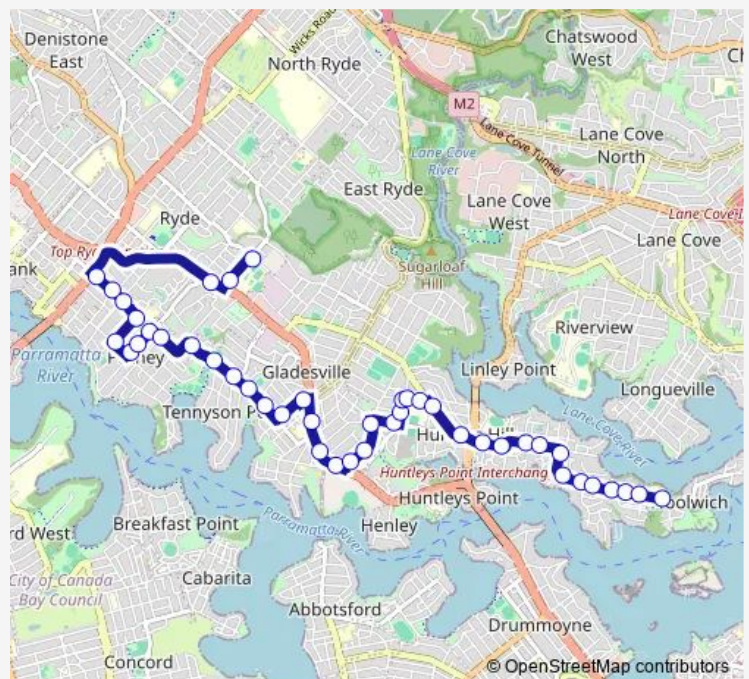 Denistone
East
Wicks Road
North Ryde
Chatswood
West
M2
Lane Cove Tunnel
Lane Cove
North
Lane Cove
River
East Ryde
Lane Cove
West
Ryde
Lane Cove
Sugarloaf
Hill
Riverview
Parramatta
River
Gladesville
Linley Point
Longueville
Tennyson
Lane Cove River
Huntleys Point Interchang
Huntleys Point
Breakfast Point
Parramatta River
Henley
City of Canada
Bay Council
Cabarita
Abbotsford
Drummoyne
Concord
© OpenStreetMap contributors